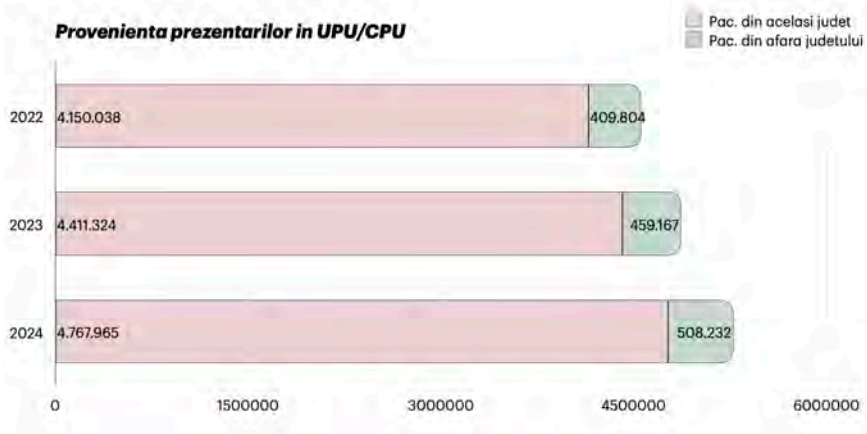 Provenienta prezentarilor in UPU/CPU
Pac. din acelasi judet
Pac. din afara judetului
2022 4.150.038 409.804
2023 4.411.324 459.167
2024 4.767.965 508.232
0 1500000 3000000 4500000 6000000